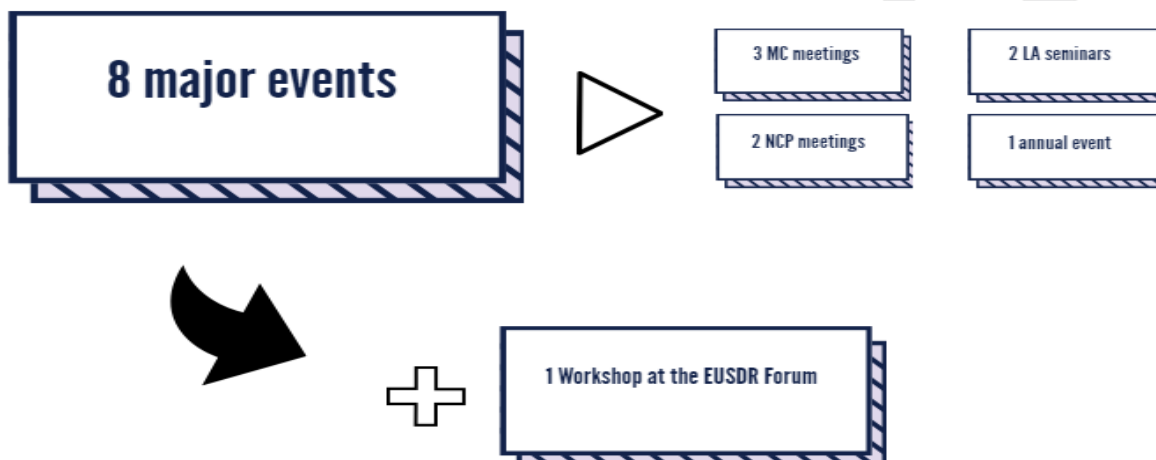 8 major events
3 MC meetings
2 LA seminars
2 NCP meetings
1 annual event
1 Workshop at the EUSDR Forum